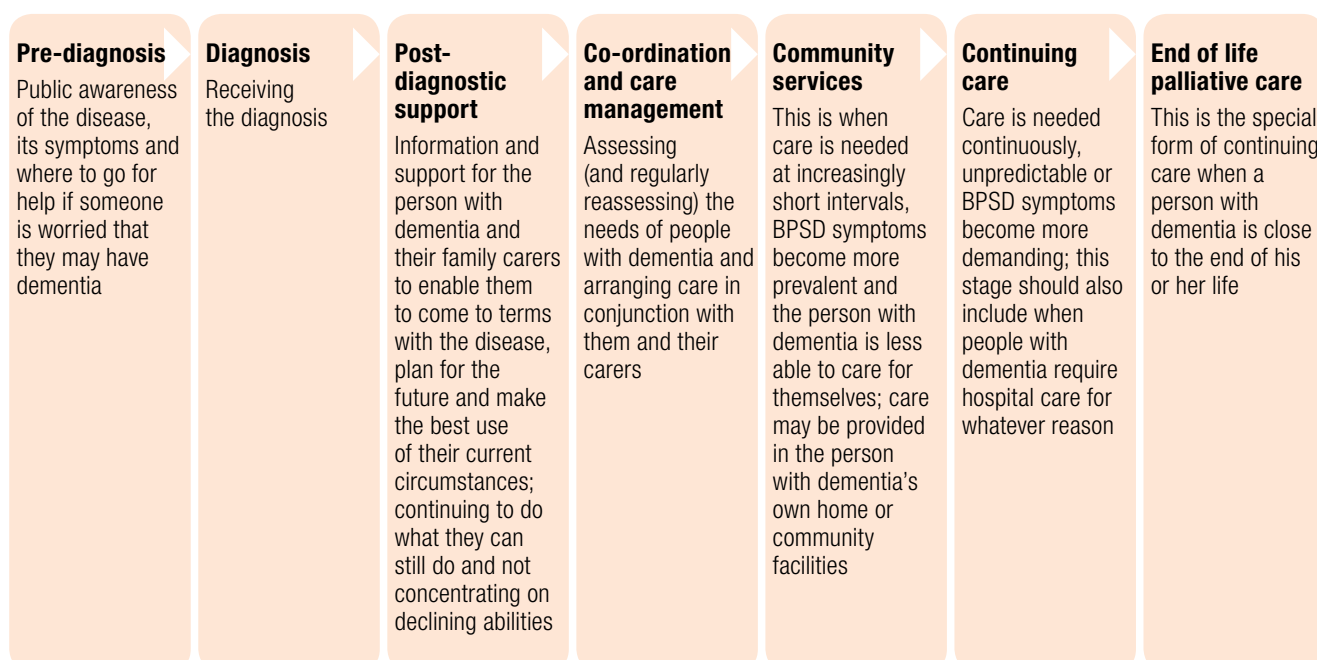 Pre-diagnosis
Public awareness
of the disease,
its symptoms and
where to go for
help if someone
is worried that
they may have
dementia
Diagnosis
Receiving
the diagnosis
Post-
diagnostic
support
Information and
support for the
person with
dementia and
their family carers
to enable them
to come to terms
with the disease,
plan for the
future and make
the best use
of their current
circumstances;
continuing to do
what they can
still do and not
concentrating on
declining abilities
Co-ordination
and care
management
Assessing
(and regularly
reassessing) the
needs of people
with dementia and
arranging care in
conjunction with
them and their
carers
Community
services
This is when
care is needed
at increasingly
short intervals,
BPSD symptoms
become more
prevalent and
the person with
dementia is less
able to care for
themselves; care
may be provided
in the person
with dementia’s
own home or
community
facilities
Continuing
care
Care is needed
continuously,
unpredictable or
BPSD symptoms
become more
demanding; this
stage should also
include when
people with
dementia require
hospital care for
whatever reason
End of life
palliative care
This is the special
form of continuing
care when a
person with
dementia is close
to the end of his
or her life